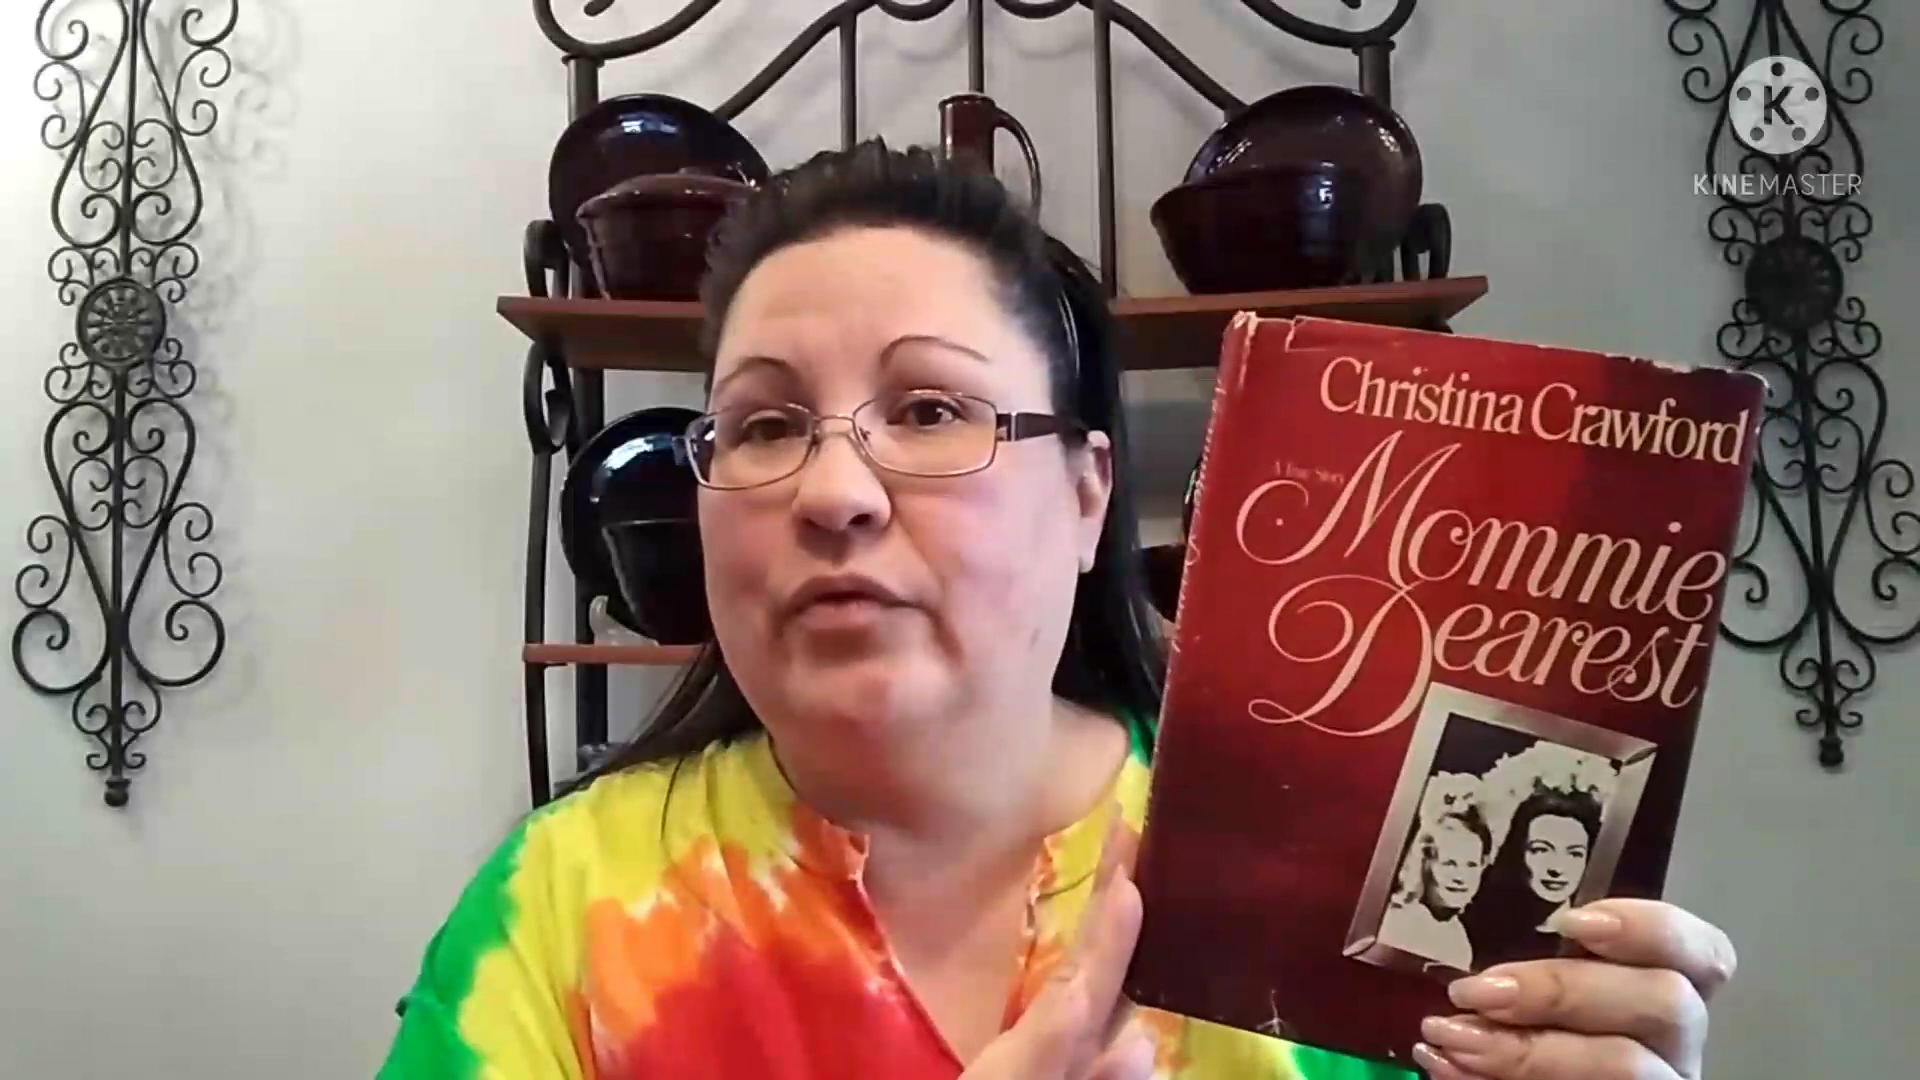 K
KINEMASTER
Christina Crawford
A True Story
Mommie
Dearest